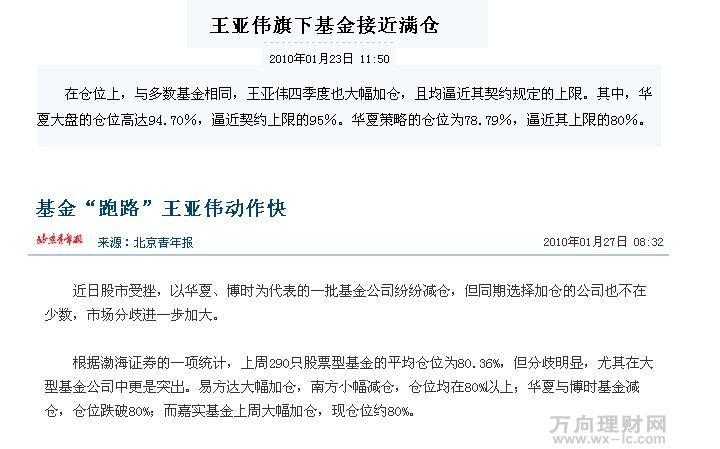 王亚伟旗下基金接近满仓
2010年01月23日 11:50
在仓位上，与多数基金相同，王亚伟四季度也大幅加仓，且均逼近其契约规定的上限。其中，华
夏大盘的仓位高达94.70%，逼近契约上限的95%。华夏策略的仓位为78.79%，逼近其上限的80%。
基金“跑路”王亚伟动作快
北京青年报 来源：北京青年报 2010年01月27日 08:32
近日股市受挫，以华夏、博时为代表的一批基金公司纷纷减仓，但同期选择加仓的公司也不在
少数，市场分歧进一步加大。
根据渤海证券的一项统计，上周290只股票型基金的平均仓位为80.36%，但分歧明显，尤其在大
型基金公司中更是突出。易方达大幅加仓，南方小幅减仓，仓位均在80%以上；华夏与博时基金减
仓，仓位跌破80%；而嘉实基金上周大幅加仓，现仓位约80%。
万向理财网
www.wx-lc.com